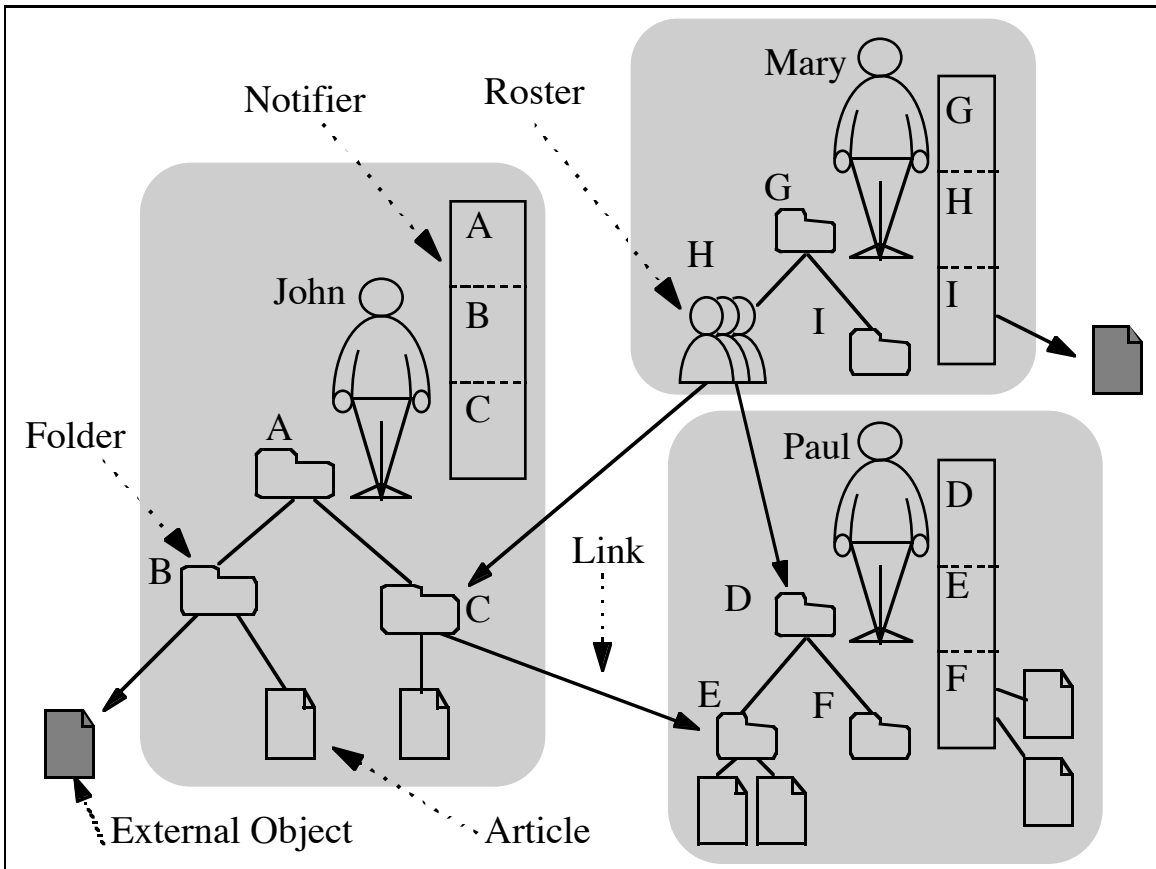 Mary
Notifier
Roster
G
G
H
H
I
I
A
B
C
John
A
Folder
B
C
Link
Paul
D
E
F
D
E
F
External Object
Article